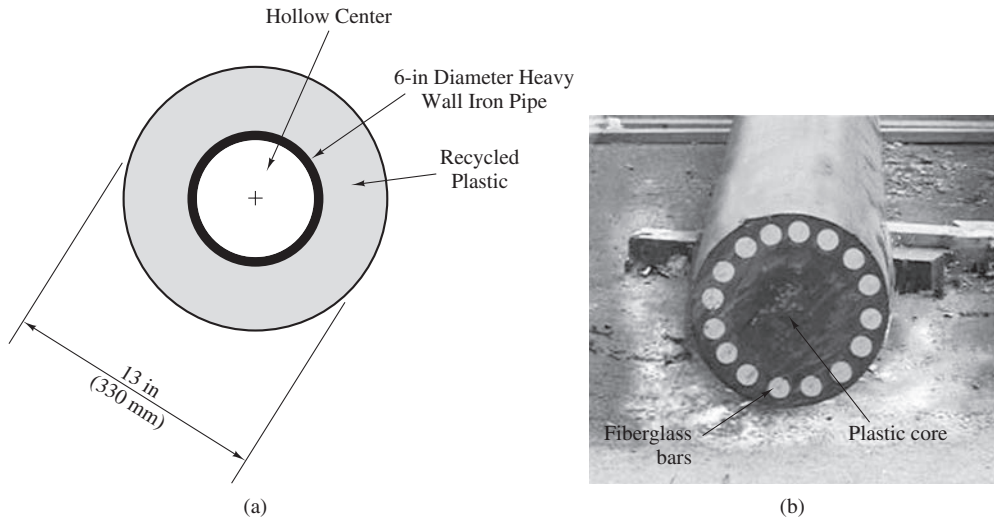 Hollow Center
6-in Diameter Heavy
Wall Iron Pipe
Recycled
Plastic
13 in
(330 mm)
(a)
Fiberglass
bars
Plastic core
(b)